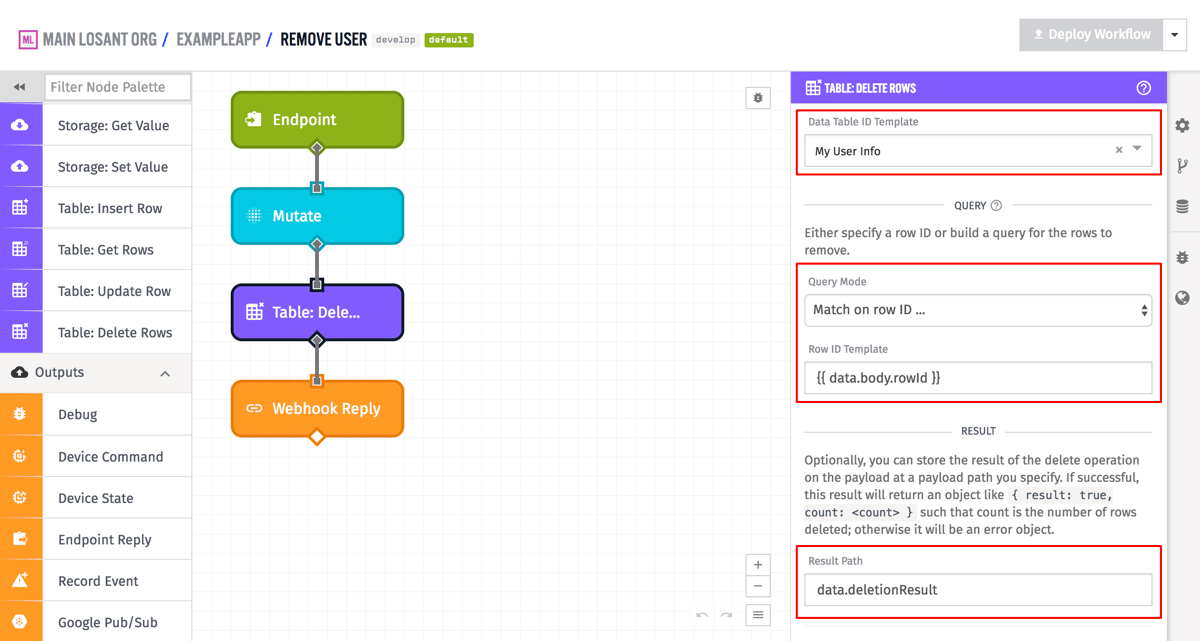 ML MAIN LOSANT ORG / EXAMPLEAPP / REMOVE USER develop default
Deploy Workflow
Filter Node Palette
Storage: Get Value
Storage: Set Value
Table: Insert Row
Table: Get Rows
Table: Update Row
Table: Delete Rows
Outputs
Debug
Device Command
Device State
Endpoint Reply
Record Event
Google Pub/Sub
Endpoint
Mutate
Table: Dele...
Webhook Reply
TABLE: DELETE ROWS
Data Table ID Template
My User Info
QUERY
Either specify a row ID or build a query for the rows to
remove.
Query Mode
Match on row ID ...
Row ID Template
{{ data.body.rowId }}
RESULT
Optionally, you can store the result of the delete operation
on the payload at a payload path you specify. If successful,
this result will return an object like { result: true,
count: <count> } such that count is the number of rows
deleted; otherwise it will be an error object.
Result Path
data.deletionResult